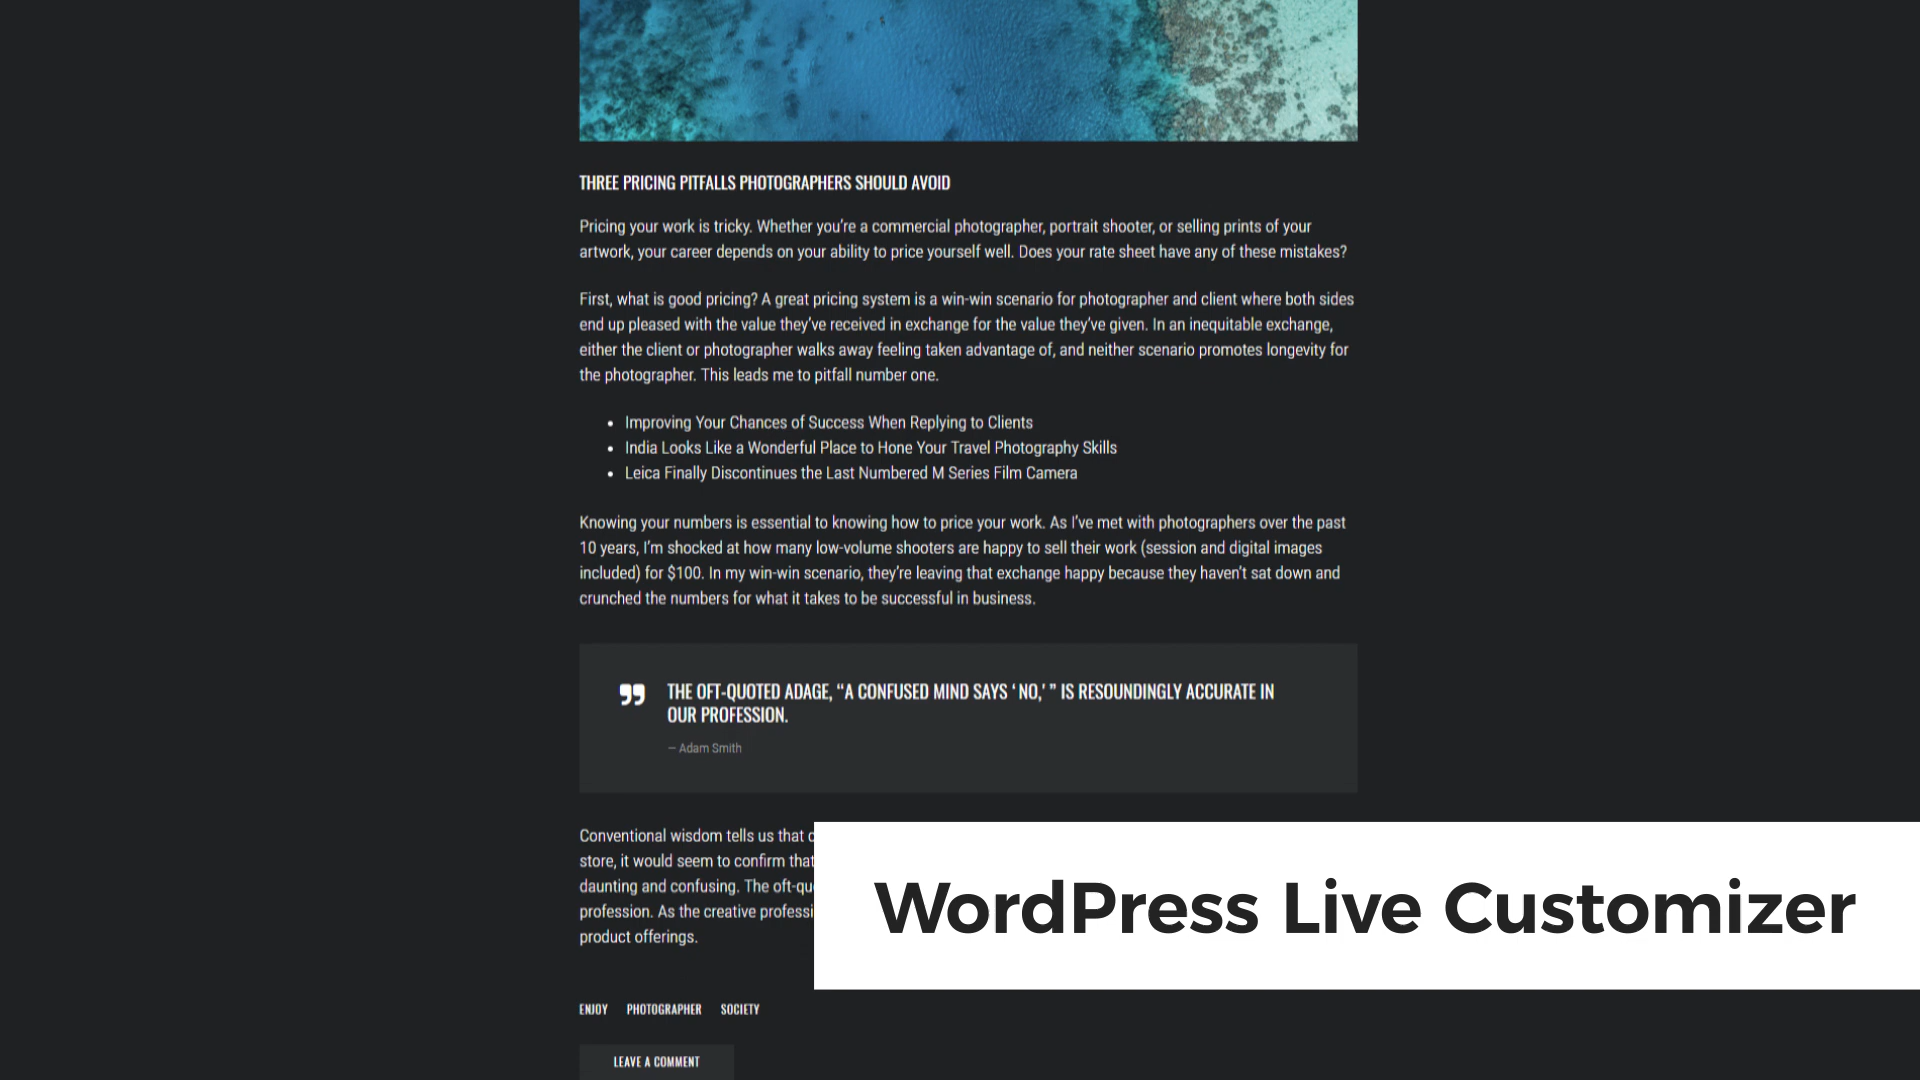 THREE PRICING PITFALLS PHOTOGRAPHERS SHOULD AVOID
Pricing your work is tricky. Whether you’re a commercial photographer, portrait shooter, or selling prints of your
artwork, your career depends on your ability to price yourself well. Does your rate sheet have any of these mistakes?
First, what is good pricing? A great pricing system is a win-win scenario for photographer and client where both sides
end up pleased with the value they’ve received in exchange for the value they’ve given. In an inequitable exchange,
either the client or photographer walks away feeling taken advantage of, and neither scenario promotes longevity for
the photographer. This leads me to pitfall number one.
• Improving Your Chances of Success When Replying to Clients
• India Looks Like a Wonderful Place to Hone Your Travel Photography Skills
• Leica Finally Discontinues the Last Numbered M Series Film Camera
Knowing your numbers is essential to knowing how to price your work. As I’ve met with photographers over the past
10 years, I’m shocked at how many low-volume shooters are happy to sell their work (session and digital images
included) for $100. In my win-win scenario, they’re leaving that exchange happy because they haven’t sat down and
crunched the numbers for what it takes to be successful in business.
THE OFT-QUOTED ADAGE, “A CONFUSED MIND SAYS ‘ NO,’ ” IS RESOUNDINGLY ACCURATE IN
OUR PROFESSION.
— Adam Smith
Conventional wisdom tells us that
store, it would seem to confirm that
daunting and confusing. The
profession. As the creative
product offerings.
WordPress Live Customizer
ENJOY PHOTOGRAPHER SOCIETY
LEAVE A COMMENT